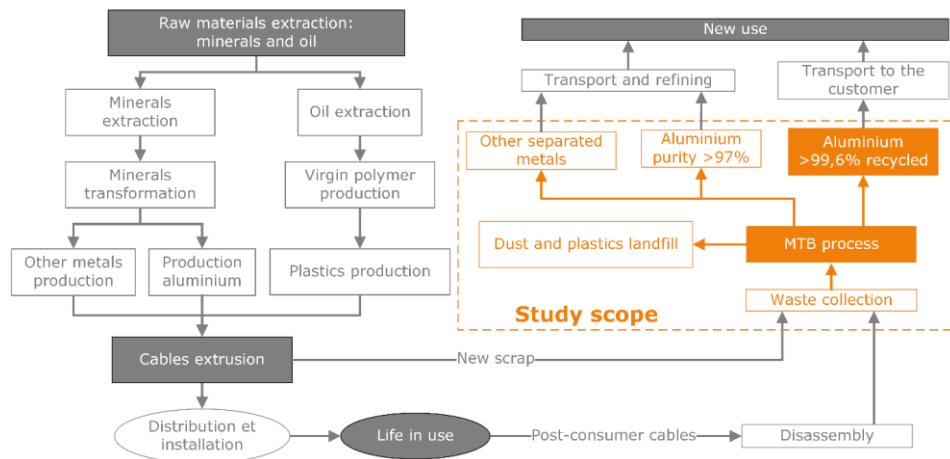 Raw materials extraction:
minerals and oil
New use
Transport and refining
Transport to the
customer
Minerals
extraction
Oil extraction
Other separated
metals
Aluminium
purity >97%
Aluminium
>99,6% recycled
Minerals
transformation
Virgin polymer
production
Dust and plastics landfill
MTB process
Other metals
production
Production
aluminium
Plastics production
Waste collection
Study scope
Cables extrusion
New scrap
Distribution et
installation
Life in use
Post-consumer cables
Disassembly